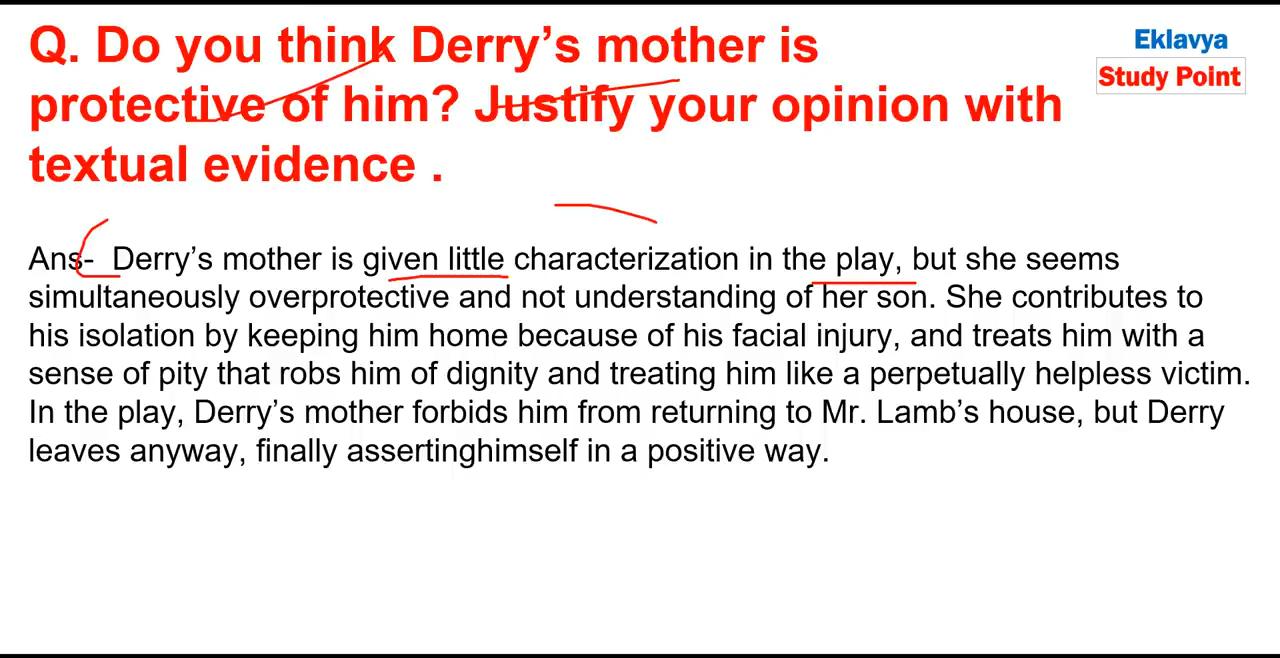 Q. Do you think Derry's mother is
protective of him? Justify your opinion with
textual evidence .
Eklavya
Study Point
Ans- Derry's mother is given little characterization in the play, but she seems
simultaneously overprotective and not understanding of her son. She contributes to
his isolation by keeping him home because of his facial injury, and treats him with a
sense of pity that robs him of dignity and treating him like a perpetually helpless victim.
In the play, Derry's mother forbids him from returning to Mr. Lamb's house, but Derry
leaves anyway, finally assertinghimself in a positive way.